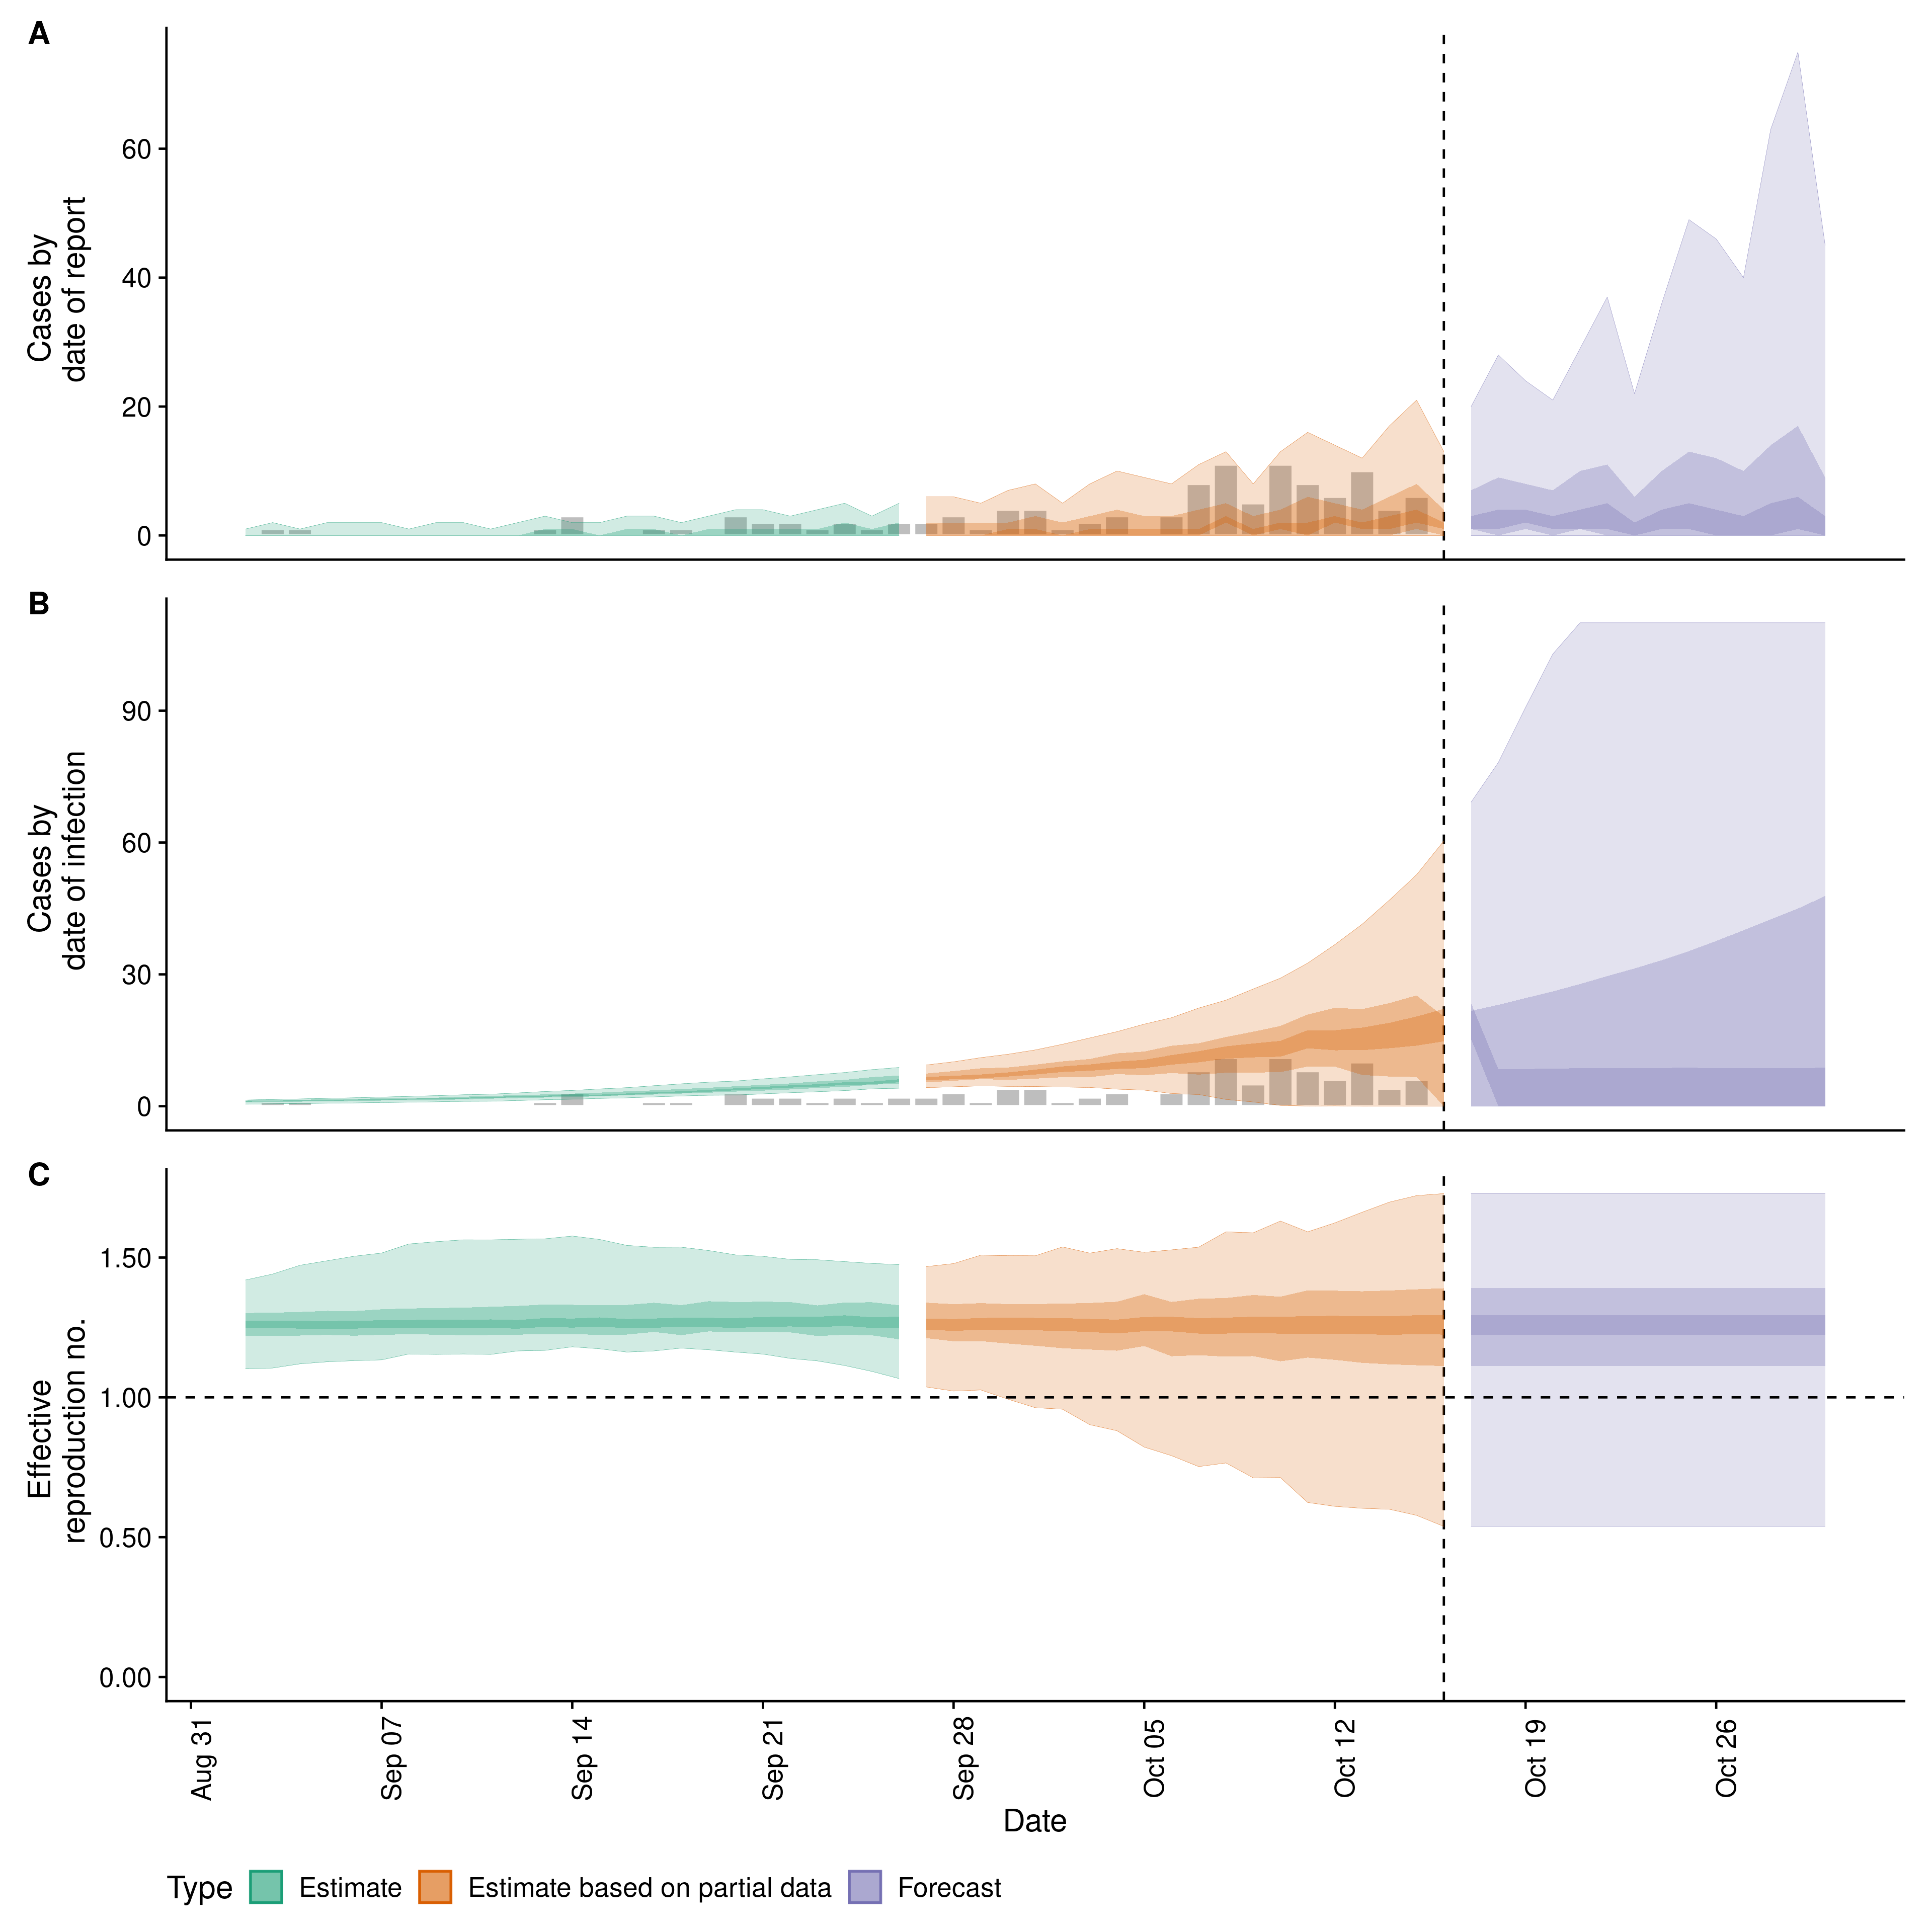 A
Cases by
date of report
60
40
20
0
B
Cases by
date of infection
90
60
30
0
C
Effective
reproduction no.
1.50
1.00
0.50
0.00
Aug 31
Sep 07
Sep 14
Sep 21
Sep 28
Oct 05
Oct 12
Oct 19
Oct 26
Date
Type Estimate Estimate based on partial data Forecast